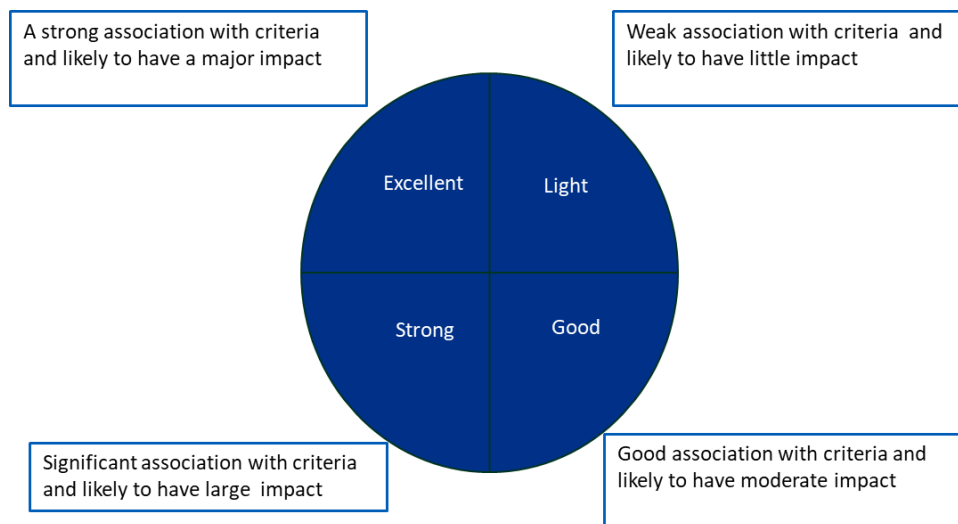 A strong association with criteria
and likely to have a major impact
Weak association with criteria  and
likely to have little impact
Excellent
Light
Strong
Good
Significant association with criteria
and likely to have large  impact
Good association with criteria and
likely to have moderate impact